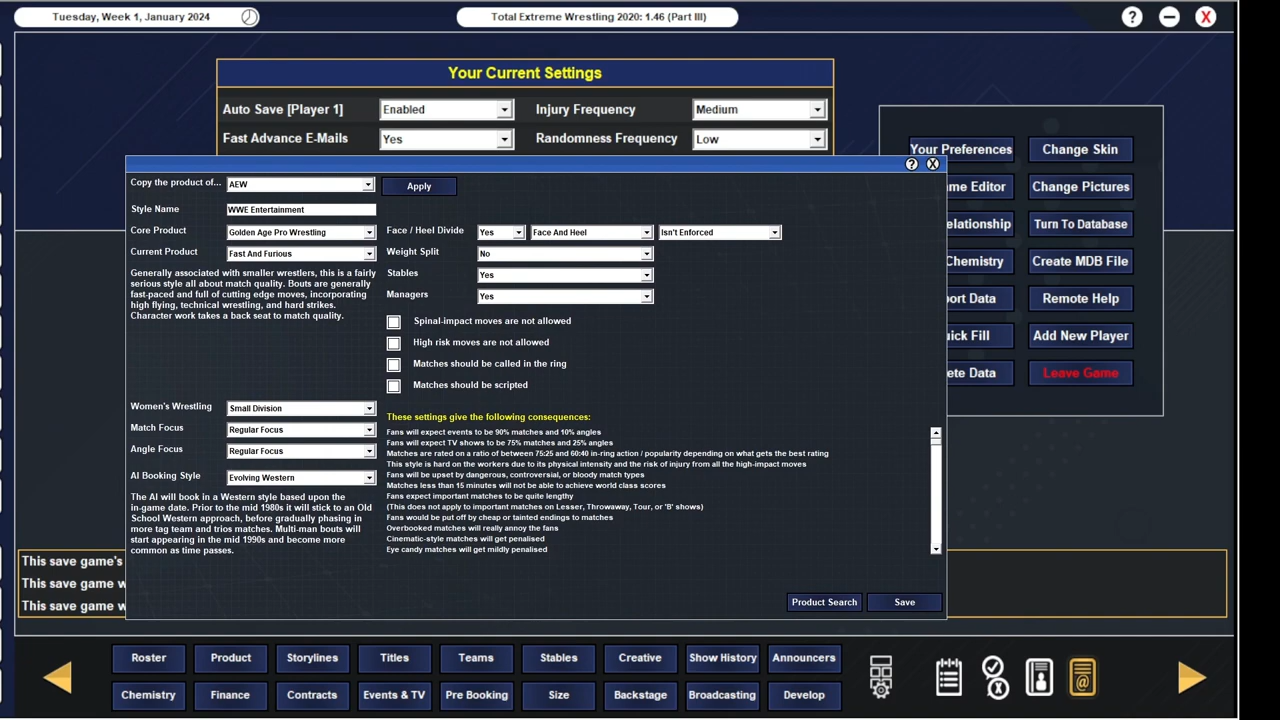 Tuesday, Week 1, January 2024
Total Extreme Wrestling 2020: 1.46 (Part III)
?
X
Your Current Settings
Auto Save [Player 1] Enabled Injury Frequency Medium
Fast Advance E-Mails Yes Randomness Frequency Low
Your Preferences Change Skin
me Editor Change Pictures
elationship Turn To Database
Chemistry Create MDB File
ort Data Remote Help
ick Fill Add New Player
ete Data Leave Game
? X
Copy the product of... AEW Apply
Style Name WWE Entertainment
Core Product Golden Age Pro Wrestling
Current Product Fast And Furious
Generally associated with smaller wrestlers, this is a fairly
serious style all about match quality. Bouts are generally
fast-paced and full of cutting edge moves, incorporating
high flying, technical wrestling, and hard strikes.
Character work takes a back seat to match quality.
Women's Wrestling Small Division
Match Focus Regular Focus
Angle Focus Regular Focus
AI Booking Style Evolving Western
The AI will book in a Western style based upon the
in-game date. Prior to the mid 1980s it will stick to an Old
School Western approach, before gradually phasing in
more tag team and trios matches. Multi-man bouts will
start appearing in the mid 1990s and become more
common as time passes.
Face / Heel Divide Yes Face And Heel Isn't Enforced
Weight Split No
Stables Yes
Managers Yes
Spinal-impact moves are not allowed
High risk moves are not allowed
Matches should be called in the ring
Matches should be scripted
These settings give the following consequences:
Fans will expect events to be 90% matches and 10% angles
Fans will expect TV shows to be 75% matches and 25% angles
Matches are rated on a ratio of between 75:25 and 60:40 in-ring action / popularity depending on what gets the best rating
This style is hard on the workers due to its physical intensity and the risk of injury from all the high-impact moves
Fans will be upset by dangerous, controversial, or bloody match types
Matches less than 15 minutes will not be able to achieve world class scores
Fans expect important matches to be quite lengthy
(This does not apply to important matches on Lesser, Throwaway, Tour, or 'B' shows)
Fans would be put off by cheap or tainted endings to matches
Overbooked matches will really annoy the fans
Cinematic-style matches will get penalised
Eye candy matches will get mildly penalised
Product Search Save
This save game's
This save game w
This save game w
Roster Product Storylines Titles Teams Stables Creative Show History Announcers
Chemistry Finance Contracts Events & TV Pre Booking Size Backstage Broadcasting Develop